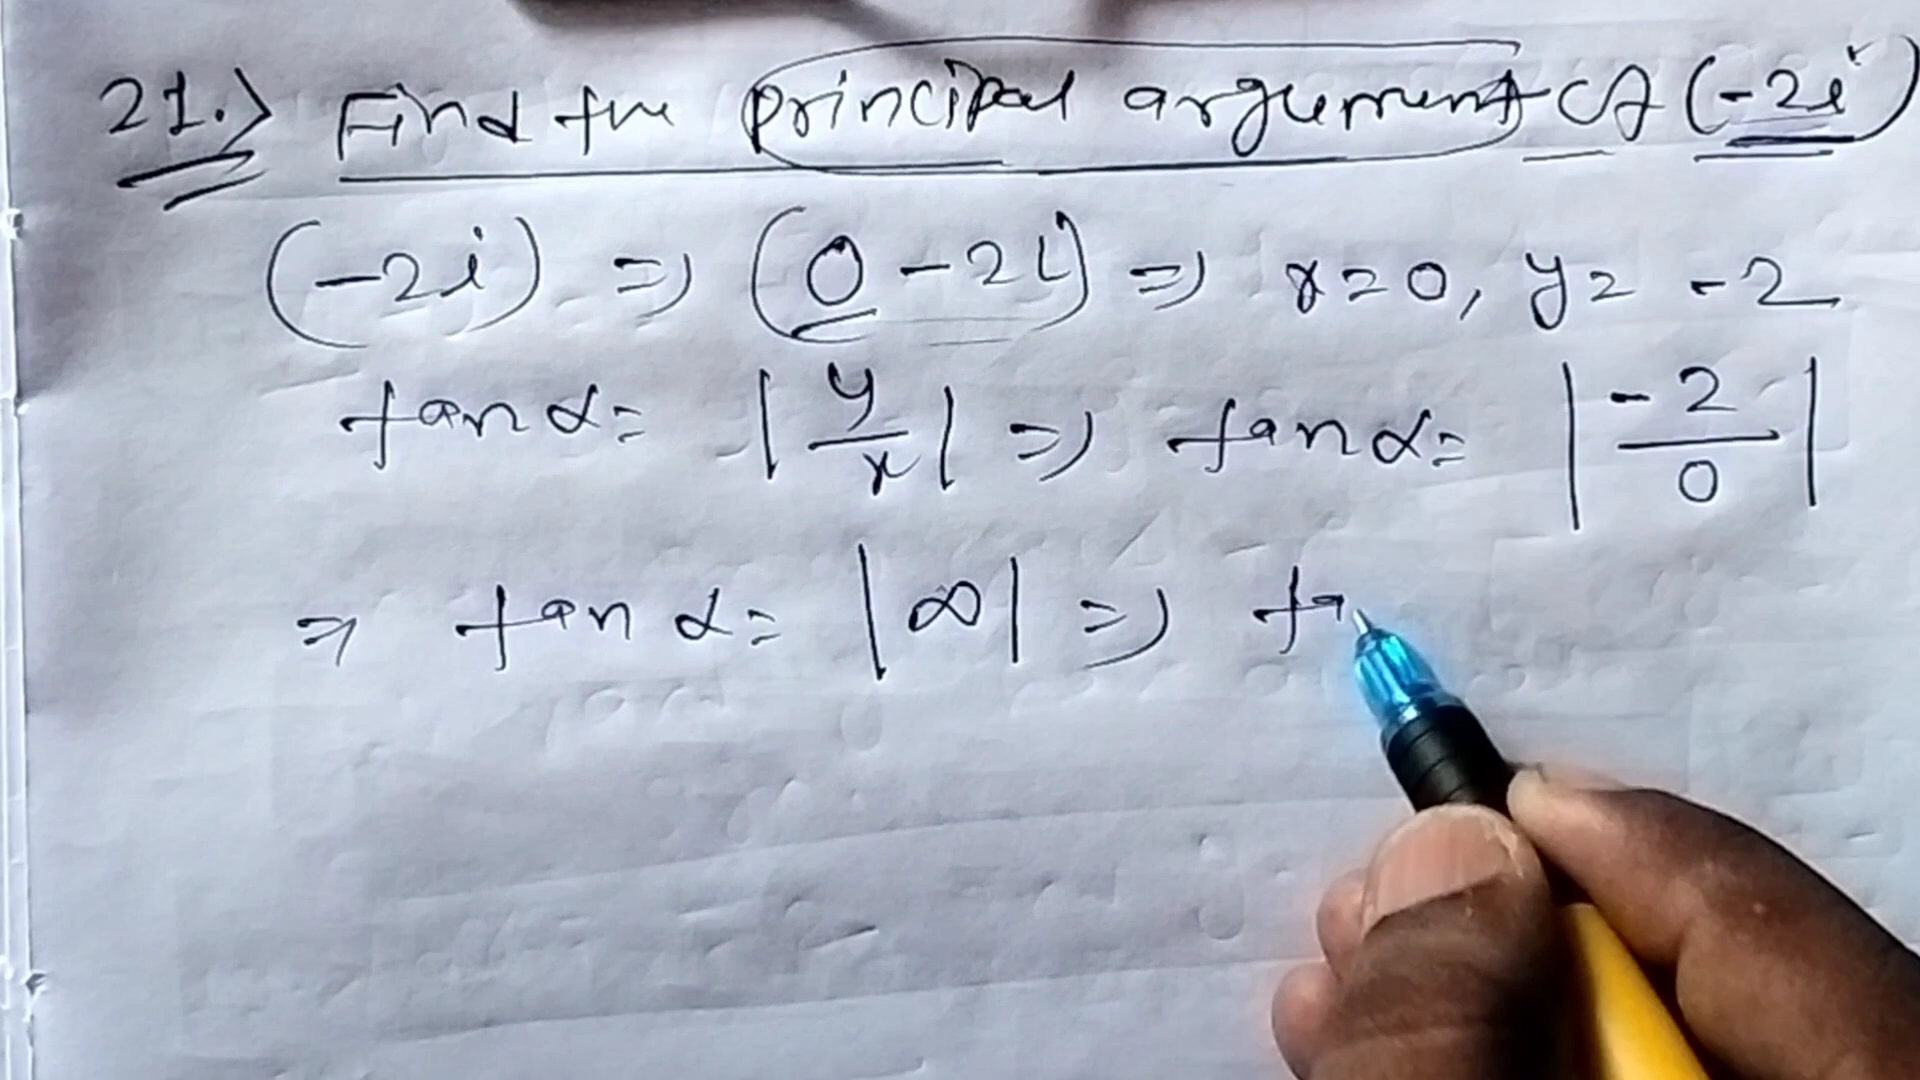 21.) Find the principal argument of (-2i)
(-2i) => (0 - 2i) => x = 0, y = -2
tan α = |y/x| => tan α = |-2/0|
=> tan α = |∞| => ta